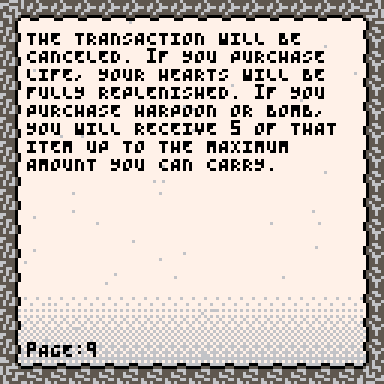 The transaction will be
canceled. If you purchase
life, your hearts will be
fully replenished. If you
purchase harpoon or bomb,
you will receive 5 of that
item up to the maximum
amount you can carry.
Page:9